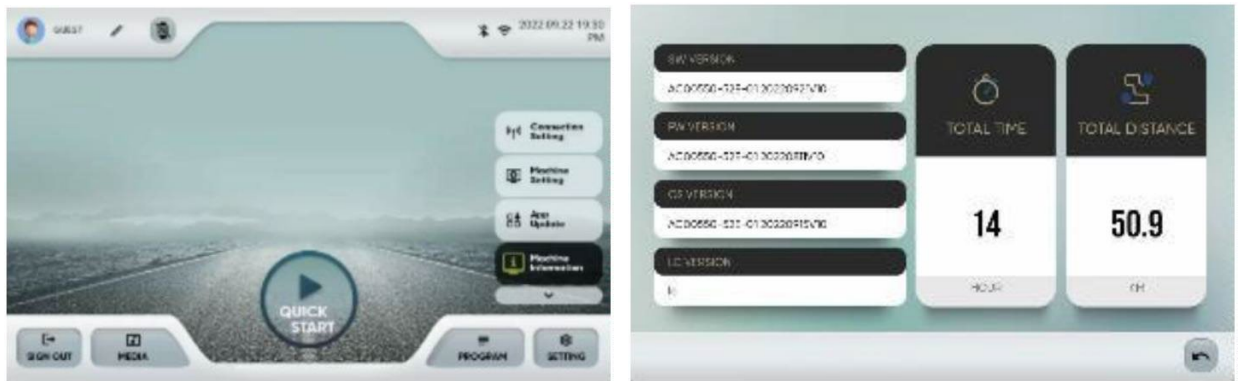 GUEST
2022.09.22 19:30
PM
Connection
Setting
Machine
Setting
App
Update
Machine
Information
QUICK
START
SIGN OUT
MEDIA
PROGRAM
SETTING
SW VERSION
FW VERSION
OS VERSION
LC VERSION
TOTAL TIME
14
HOUR
TOTAL DISTANCE
50.9